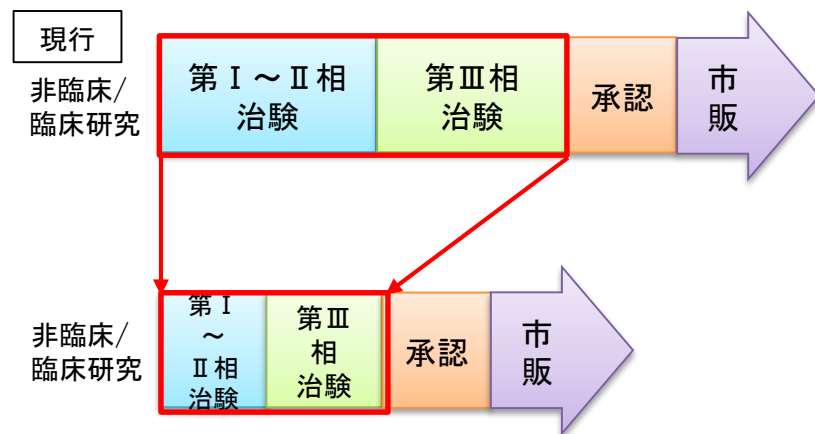 現行
非臨床/
臨床研究
第Ⅰ～Ⅱ相
治験
第Ⅲ相
治験
承認
市
販
非臨床/
臨床研究
第Ⅰ
～
Ⅱ相
治験
第Ⅲ
相
治験
承認
市
販